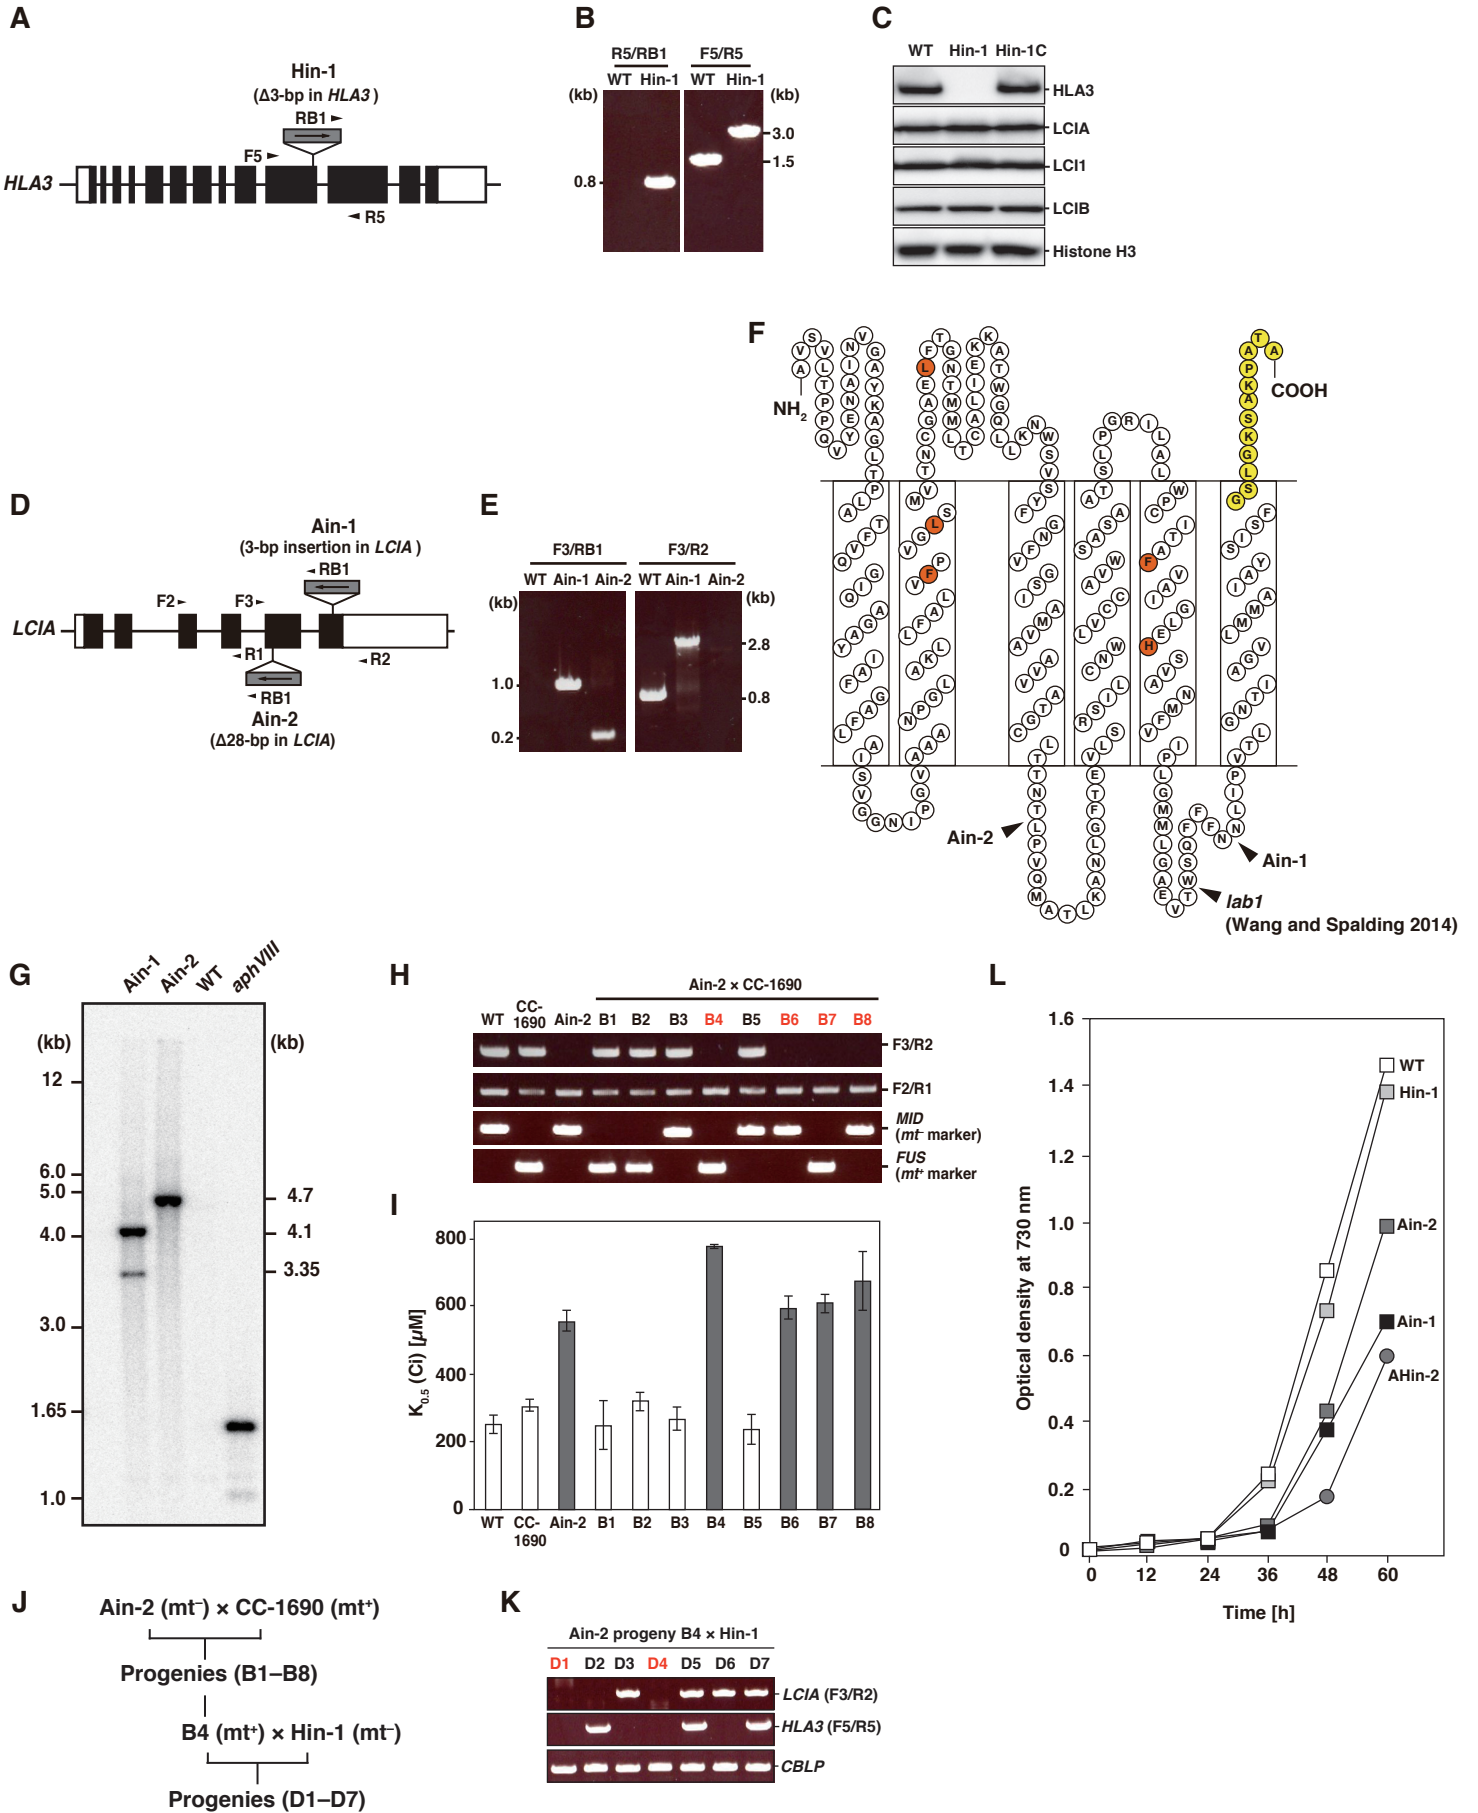 A
Hin-1
(Δ3-bp in HLA3 )
RB1
F5
HLA3
R5
B
R5/RB1 F5/R5
WT Hin-1 WT Hin-1
(kb) (kb)
3.0
1.5
0.8
C
WT Hin-1 Hin-1C
HLA3
LCIA
LCI1
LCIB
Histone H3
D
Ain-1
(3-bp insertion in LCIA )
RB1
F2 F3
LCIA
R1 R2
RB1
Ain-2
(Δ28-bp in LCIA)
E
F3/RB1 F3/R2
WT Ain-1 Ain-2 WT Ain-1 Ain-2
(kb) (kb)
2.8
1.0
0.8
0.2
F
NH2
COOH
Ain-2
Ain-1
lab1
(Wang and Spalding 2014)
G
Ain-1 Ain-2 WT aphVIII
(kb) (kb)
12
6.0
5.0 4.7
4.0 4.1
3.35
3.0
1.65
1.0
H
Ain-2 × CC-1690
WT CC-1690 Ain-2 B1 B2 B3 B4 B5 B6 B7 B8
F3/R2
F2/R1
MID
(mt– marker)
FUS
(mt+ marker
I
K0.5 (Ci) [µM]
800
600
400
200
0
WT CC-1690 Ain-2 B1 B2 B3 B4 B5 B6 B7 B8
J
Ain-2 (mt–) × CC-1690 (mt+)
Progenies (B1–B8)
B4 (mt+) × Hin-1 (mt–)
Progenies (D1–D7)
K
Ain-2 progeny B4 × Hin-1
D1 D2 D3 D4 D5 D6 D7
LCIA (F3/R2)
HLA3 (F5/R5)
CBLP
L
Optical density at 730 nm
1.6
1.4
1.2
1.0
0.8
0.6
0.4
0.2
0
WT
Hin-1
Ain-2
Ain-1
AHin-2
0 12 24 36 48 60
Time [h]